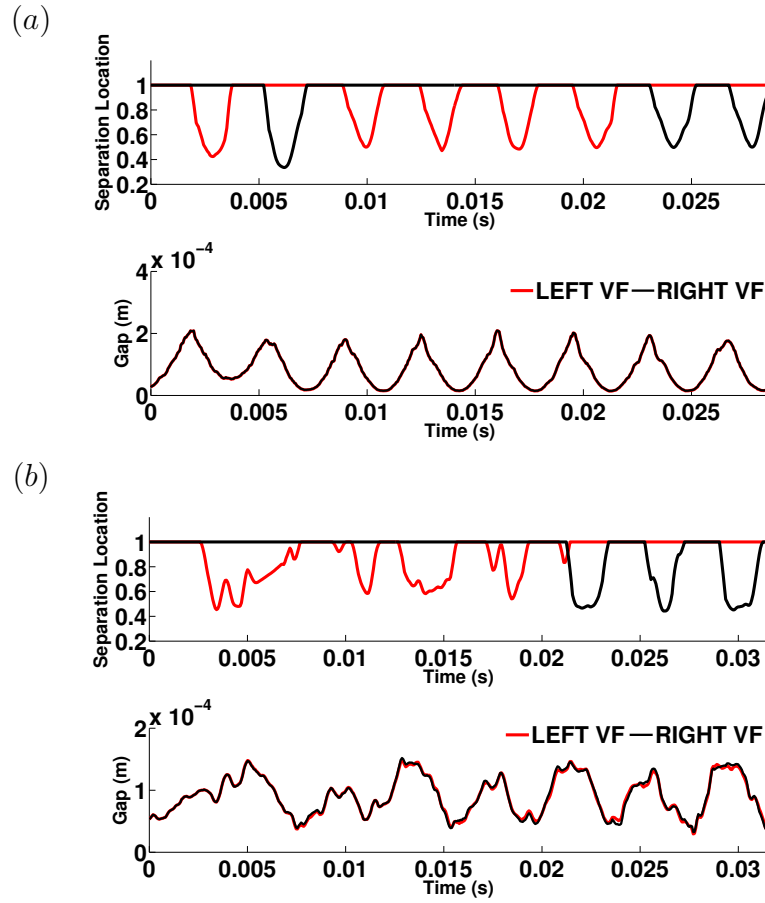 (a)
Separation Location
1
0.8
0.6
0.4
0.2
0 0.005 0.01 0.015 0.02 0.025
Time (s)
x 10⁻⁴
Gap (m)
4
2
0
LEFT VF RIGHT VF
0 0.005 0.01 0.015 0.02 0.025
Time (s)
(b)
Separation Location
1
0.8
0.6
0.4
0.2
0 0.005 0.01 0.015 0.02 0.025 0.03
Time (s)
x 10⁻⁴
Gap (m)
2
1
0
LEFT VF RIGHT VF
0 0.005 0.01 0.015 0.02 0.025 0.03
Time (s)